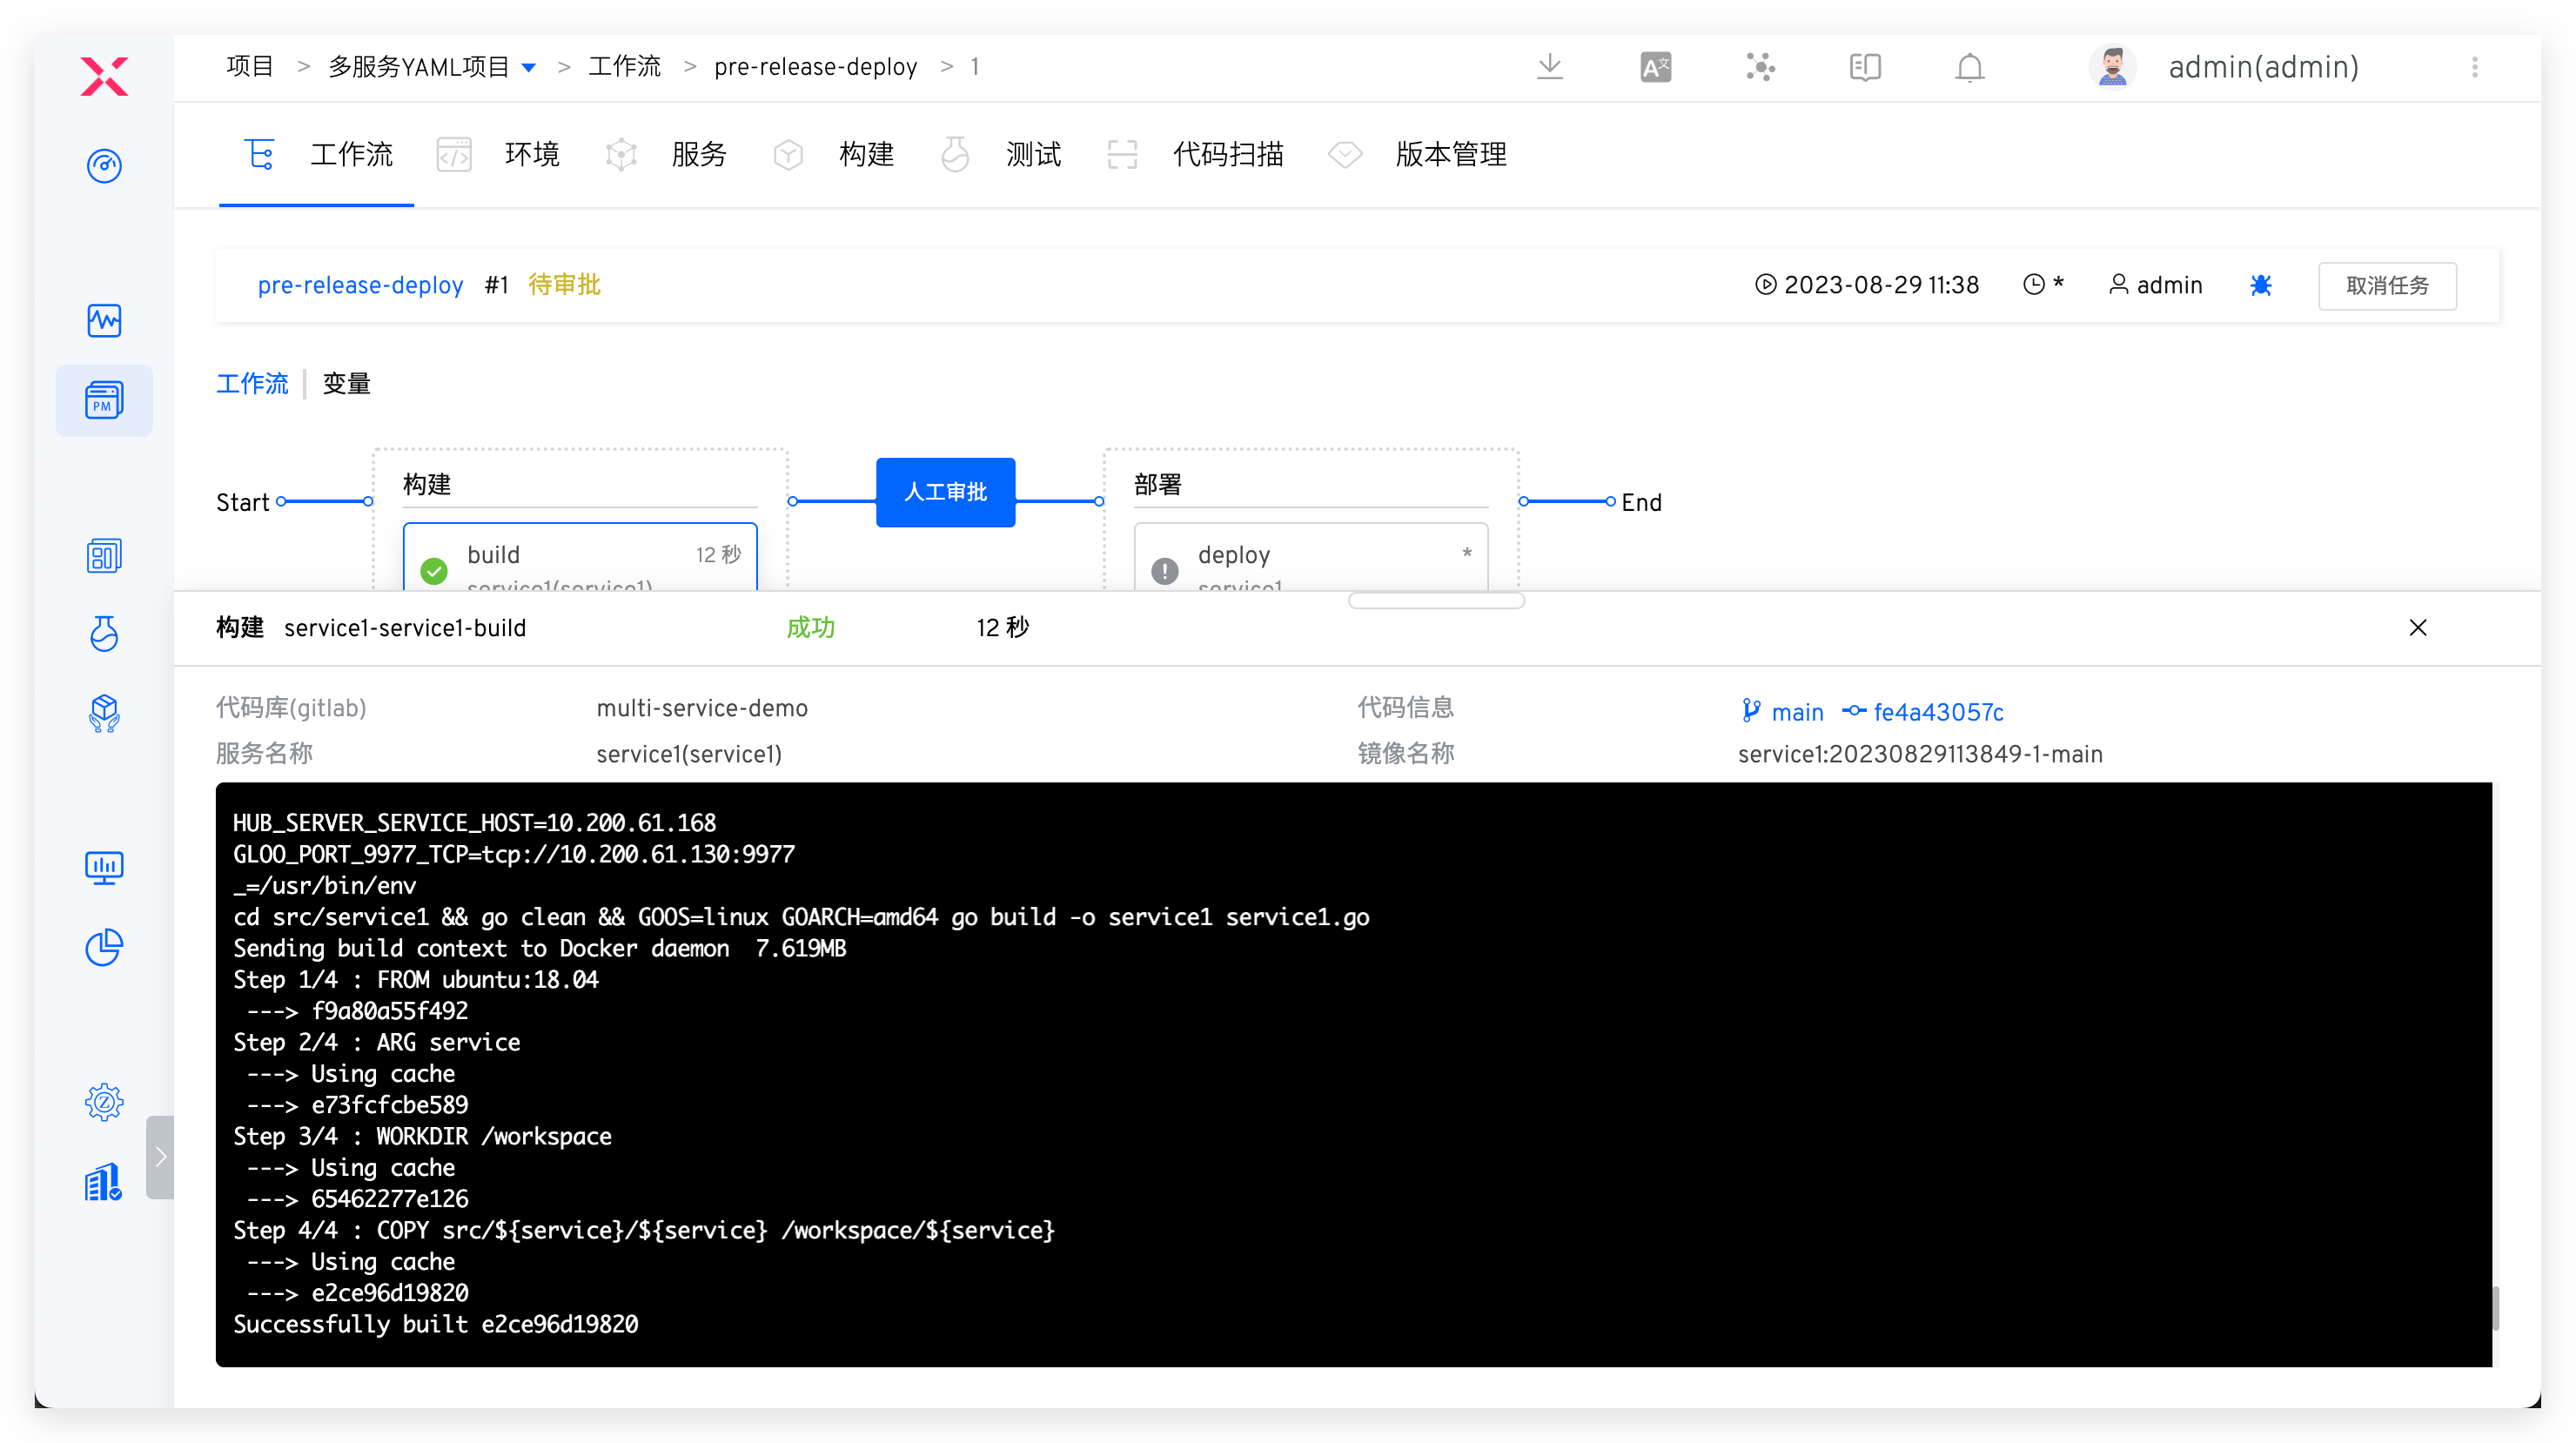 项目 > 多服务YAML项目 > 工作流 > pre-release-deploy > 1
admin(admin)
工作流 环境 服务 构建 测试 代码扫描 版本管理
pre-release-deploy #1 待审批 2023-08-29 11:38 * admin 取消任务
PM
工作流 变量
Start 构建 人工审批 部署 End
build 12 秒 deploy *
service1(service1) service1
构建 service1-service1-build 成功 12 秒
代码库(gitlab) multi-service-demo 代码信息 main fe4a43057c
服务名称 service1(service1) 镜像名称 service1:20230829113849-1-main
HUB_SERVER_SERVICE_HOST=10.200.61.168
GLOO_PORT_9977_TCP=tcp://10.200.61.130:9977
_=/usr/bin/env
cd src/service1 && go clean && GOOS=linux GOARCH=amd64 go build -o service1 service1.go
Sending build context to Docker daemon  7.619MB
Step 1/4 : FROM ubuntu:18.04
 ---> f9a80a55f492
Step 2/4 : ARG service
 ---> Using cache
 ---> e73fcfcbe589
Step 3/4 : WORKDIR /workspace
 ---> Using cache
 ---> 65462277e126
Step 4/4 : COPY src/${service}/${service} /workspace/${service}
 ---> Using cache
 ---> e2ce96d19820
Successfully built e2ce96d19820